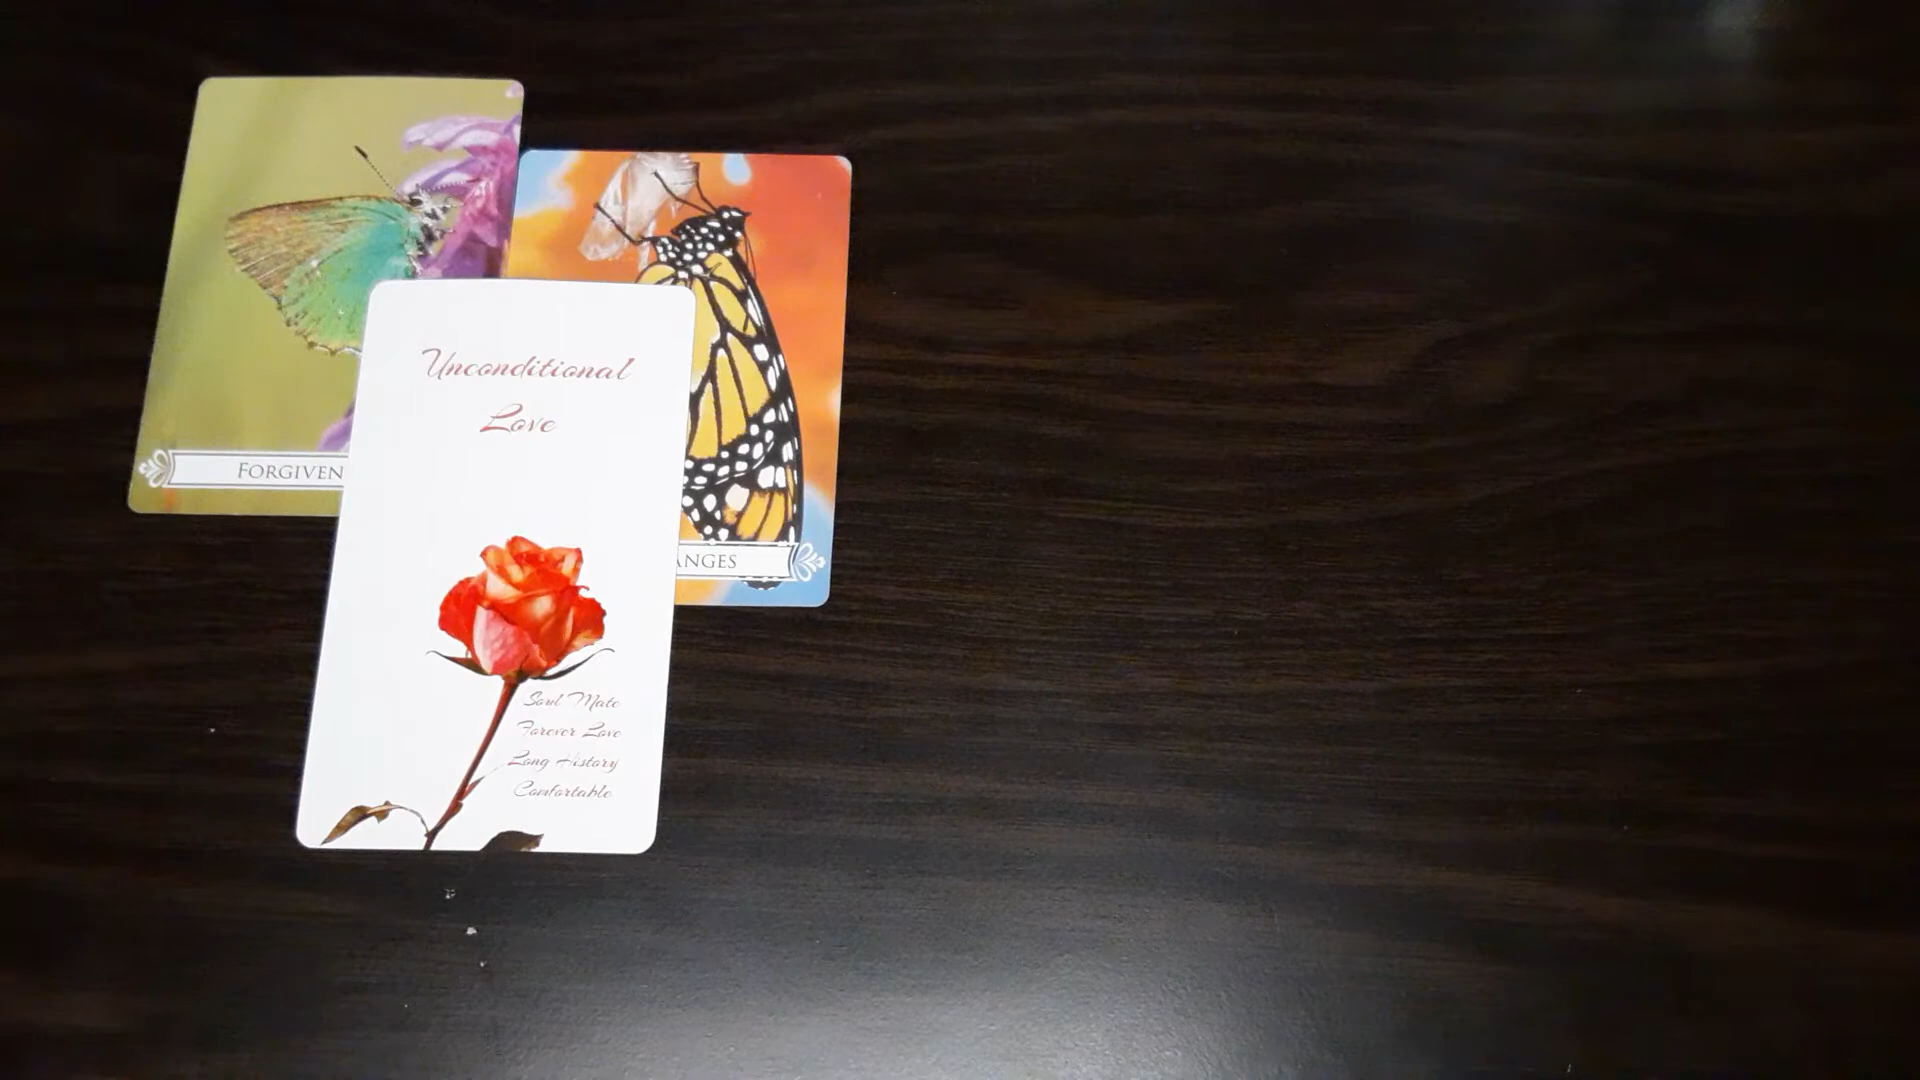 FORGIVEN
ANGES
Unconditional
Love
Soul Mate
Forever Love
Long History
Comfortable